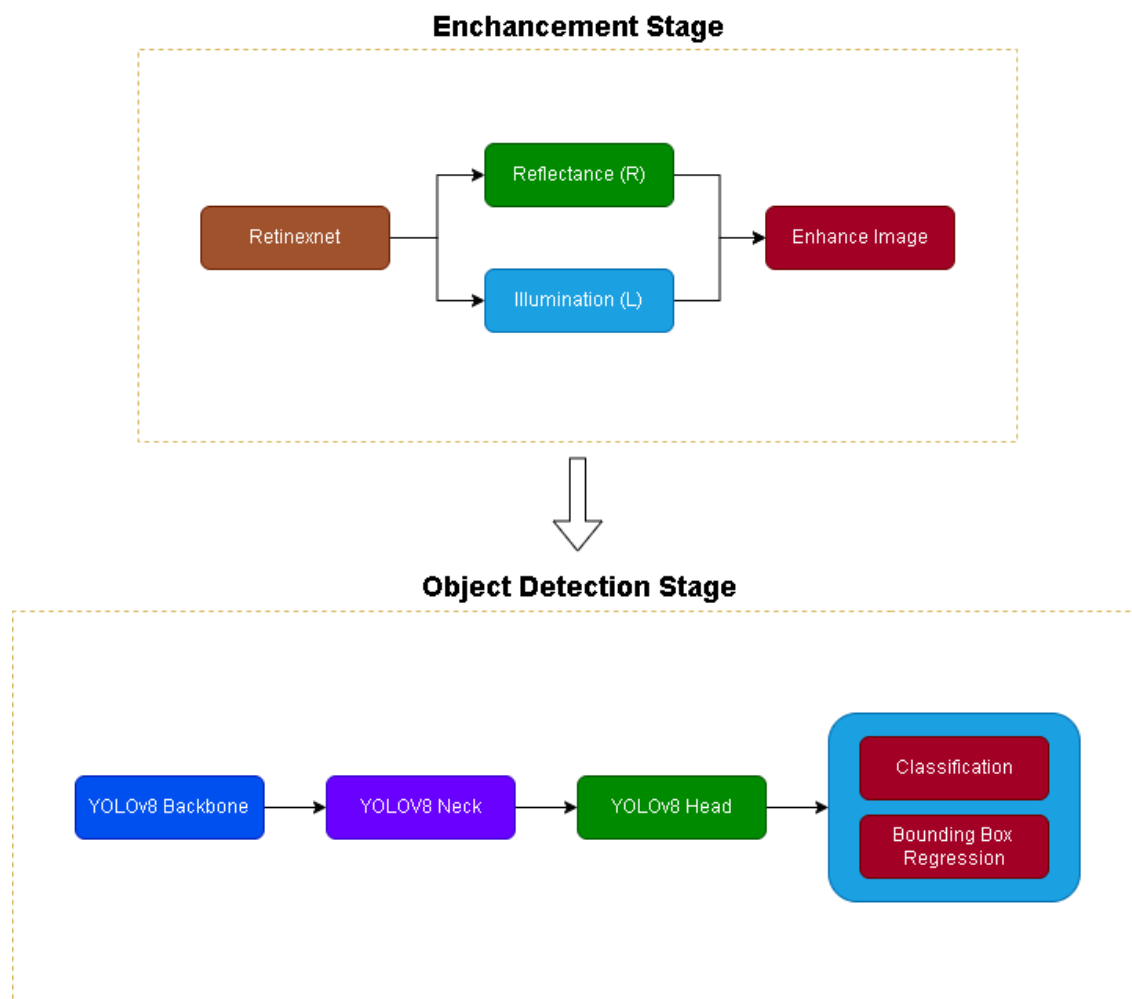 Enchancement Stage
Reflectance (R)
Retinexnet
Enhance Image
Illumination (L)
Object Detection Stage
Classification
YOLOv8 Backbone
YOLOV8 Neck
YOLOv8 Head
Bounding Box
Regression